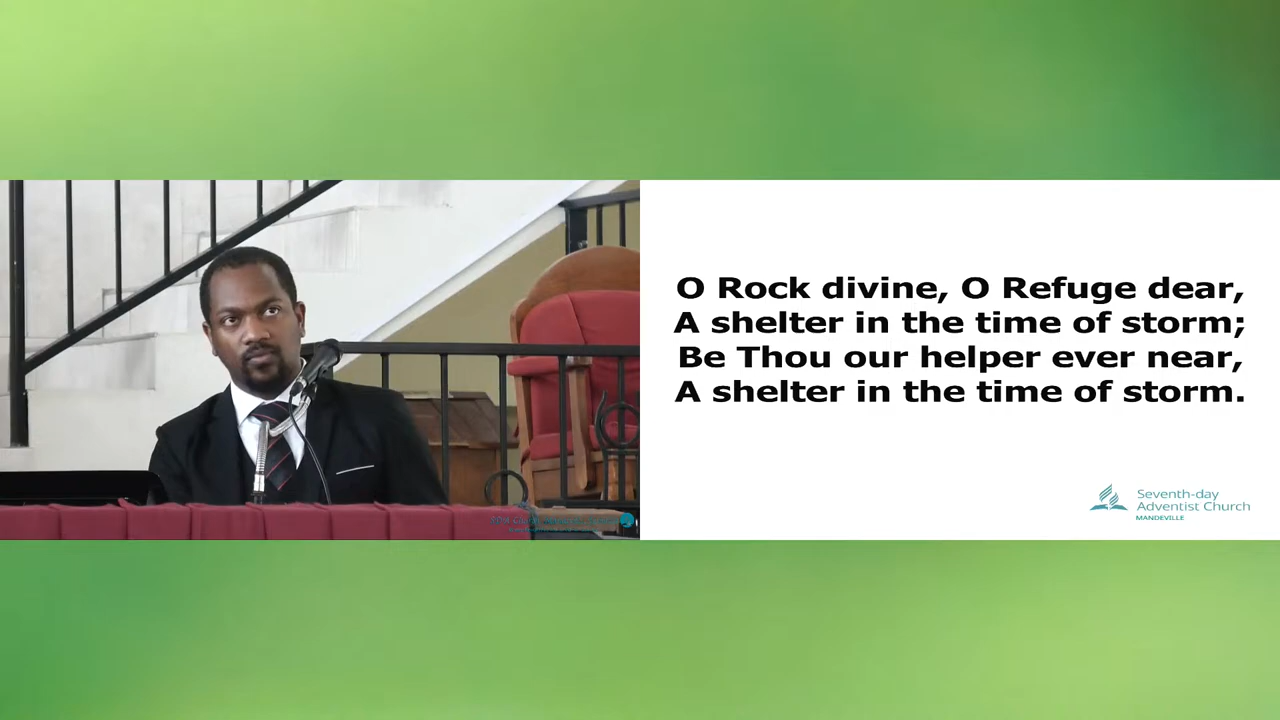 O Rock divine, O Refuge dear,
A shelter in the time of storm;
Be Thou our helper ever near,
A shelter in the time of storm.
Seventh-day
Adventist Church
MANDEVILLE